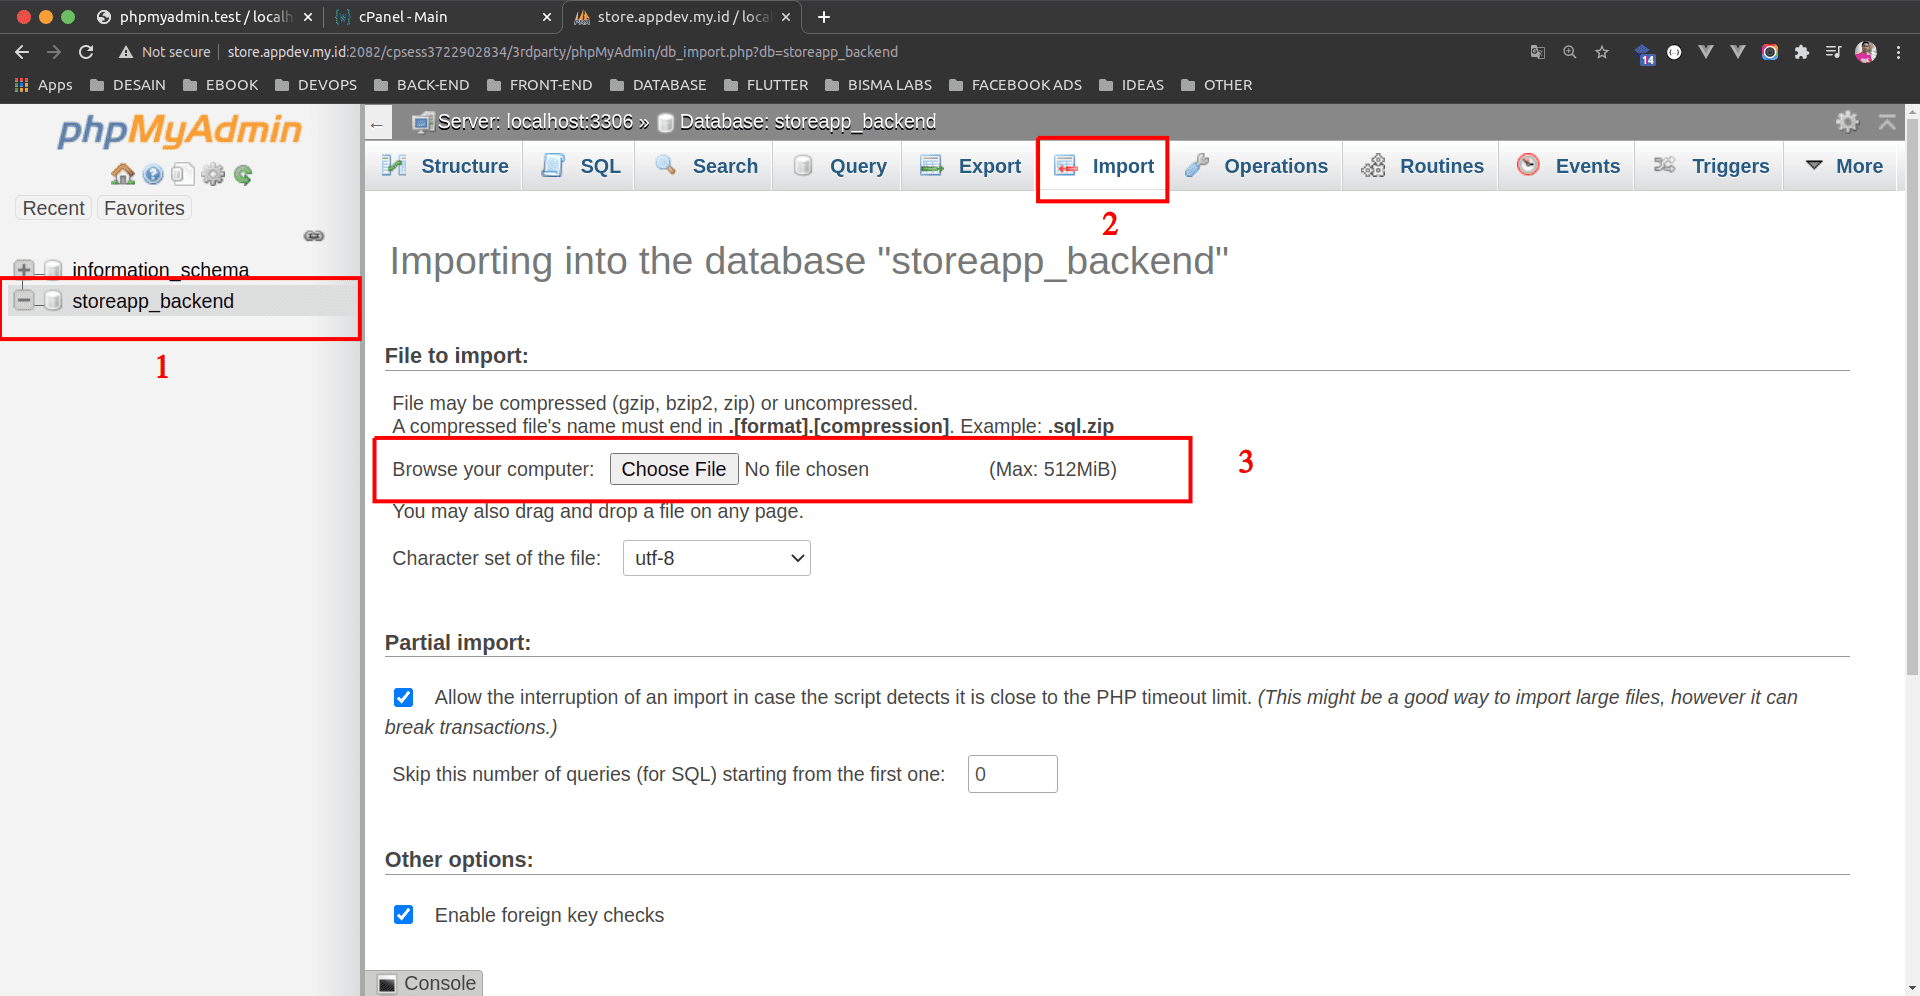 phpmyadmin.test / localh
cPanel - Main
store.appdev.my.id / loca
Not secure
store.appdev.my.id:2082/cpsess3722902834/3rdparty/phpMyAdmin/db_import.php?db=storeapp_backend
14
Apps
DESAIN
EBOOK
DEVOPS
BACK-END
FRONT-END
DATABASE
FLUTTER
BISMA LABS
FACEBOOK ADS
IDEAS
OTHER
phpMyAdmin
Recent
Favorites
information_schema
storeapp_backend
1
Server: localhost:3306 » Database: storeapp_backend
Structure
SQL
Search
Query
Export
Import
Operations
Routines
Events
Triggers
More
2
Importing into the database "storeapp_backend"
File to import:
File may be compressed (gzip, bzip2, zip) or uncompressed.
A compressed file's name must end in .[format].[compression]. Example: .sql.zip
Browse your computer: Choose File No file chosen (Max: 512MiB)
3
You may also drag and drop a file on any page.
Character set of the file: utf-8
Partial import:
Allow the interruption of an import in case the script detects it is close to the PHP timeout limit. (This might be a good way to import large files, however it can
break transactions.)
Skip this number of queries (for SQL) starting from the first one: 0
Other options:
Enable foreign key checks
Console